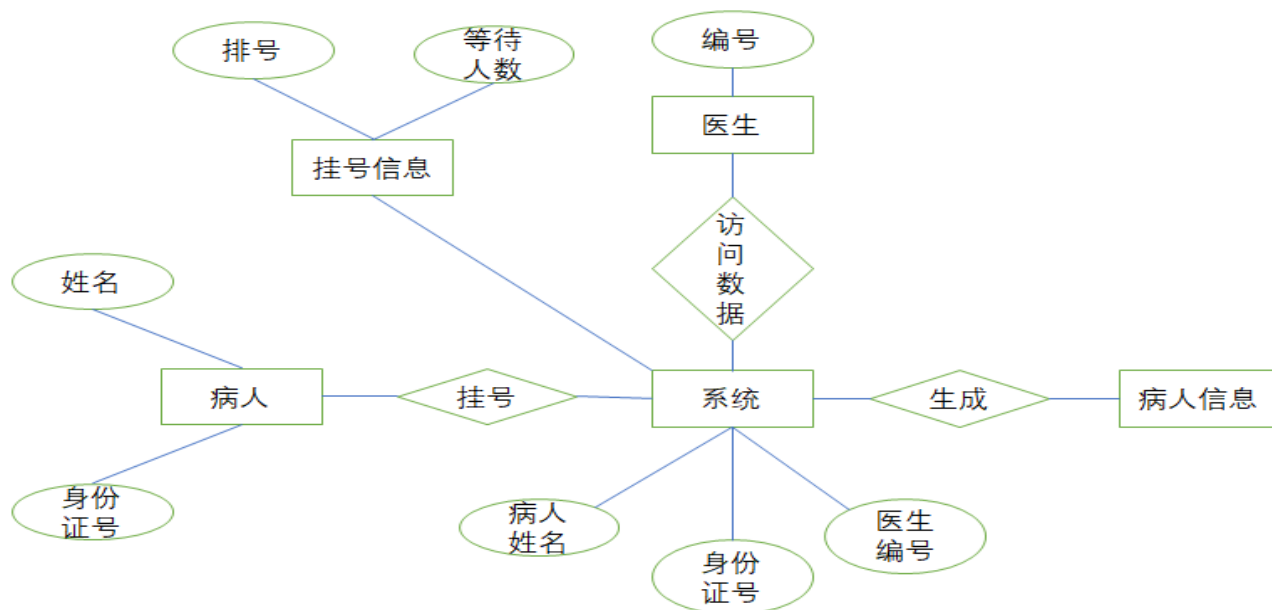 排号
等待
人数
编号
医生
挂号信息
访
问
数
据
姓名
病人
挂号
系统
生成
病人信息
身份
证号
病人
姓名
身份
证号
医生
编号